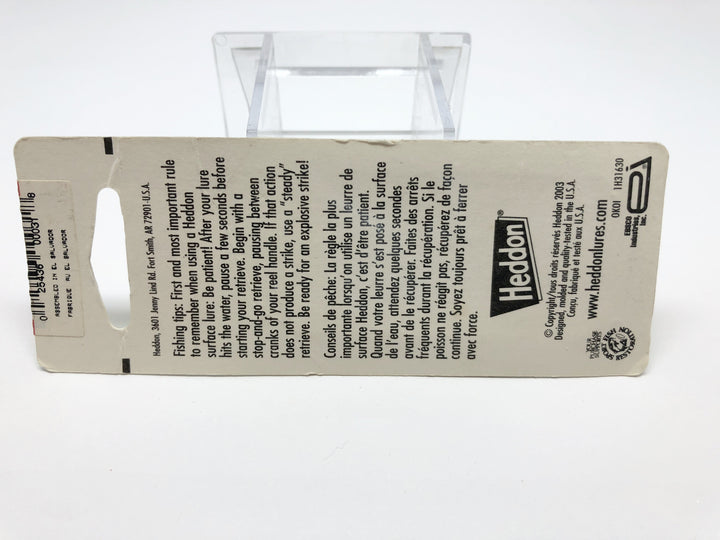 ASSEMBLED IN EL SALVADOR
FABRIQUE AU EL SALVADOR
Heddon, 3601 Jenny Lind Rd. Fort Smith, AR 72901-U.S.A.
Fishing Tips: First and most important rule
to remember when using a Heddon
surface lure: Be patient! After your lure
hits the water, pause a few seconds before
starting your retrieve. Begin with a
stop-and-go retrieve, pausing between
cranks of your reel handle. If that action
does not produce a strike, use a "steady"
retrieve. Be ready for an explosive strike!
Conseils de pêche: La règle la plus
importante lorsqu'on utilise un leurre de
surface Heddon, c'est d'être patient.
Quand votre leurre s'est posé à la surface
de l'eau, attendez quelques secondes
avant de le récupérer. Faites des arrêts
fréquents durant la récupération. Si le
poisson ne réagit pas, récupérez de façon
continue. Soyez toujours prêt à ferrer
avec force.
Heddon®
© Copyright/tous droits réservés Heddon 2003
Designed, molded and quality-tested in the U.S.A.
Conçu, fabriqué et testé aux U.S.A.
www.heddonlures.com
OKOI 1H31630
EBSCO
Industries,
Inc.
YOUR
PURCHASE
SUPPORTS
SPORT FISH
RESTORATION